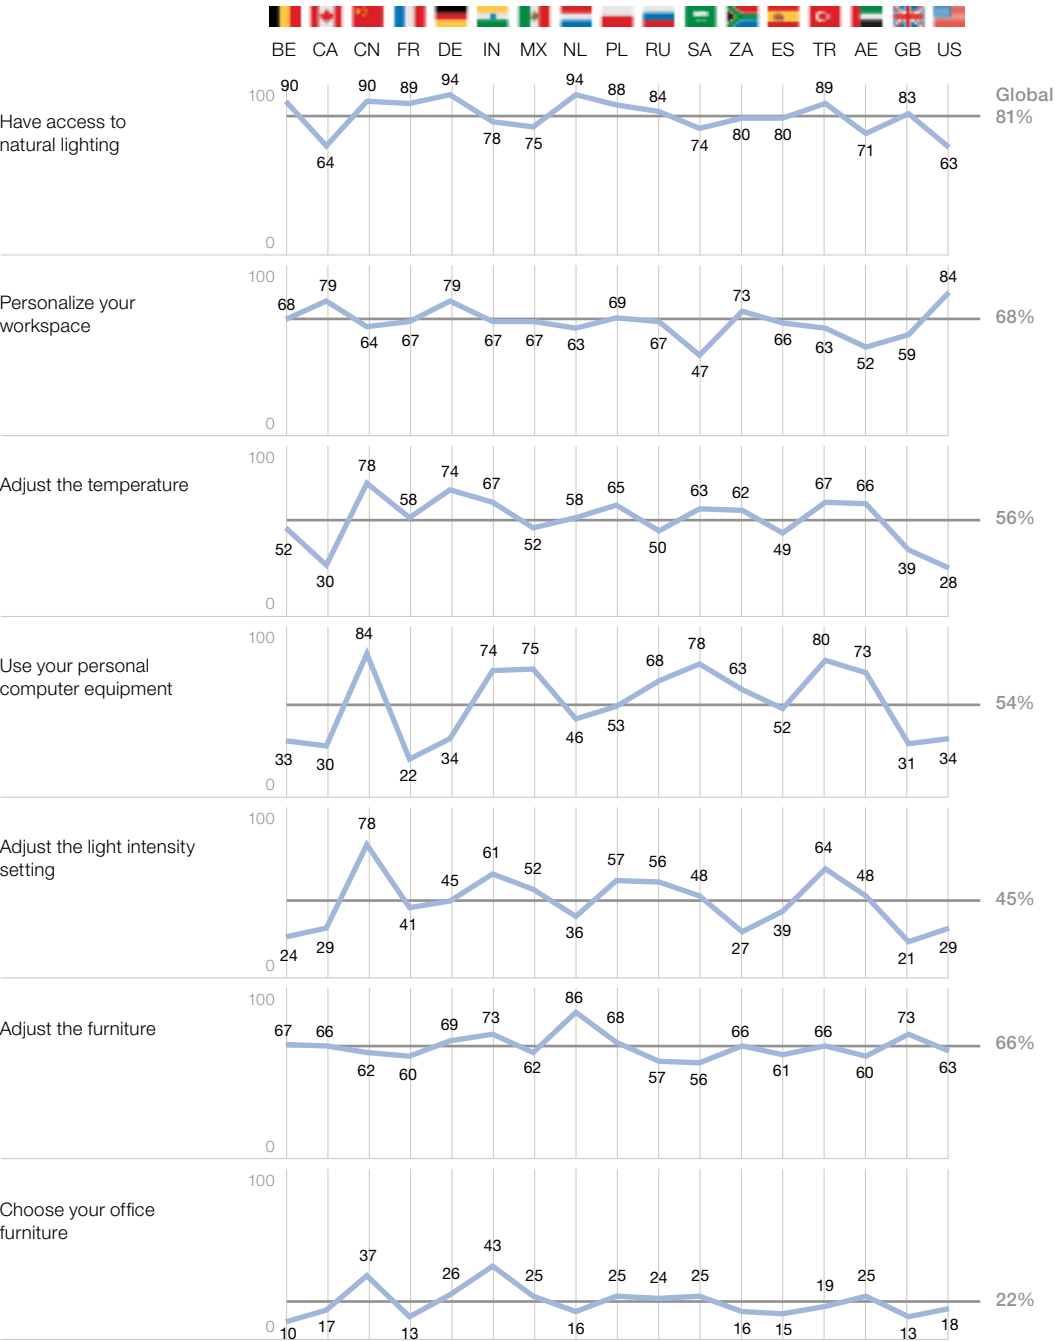 BE CA CN FR DE IN MX NL PL RU SA ZA ES TR AE GB US
Have access to
natural lighting
100
0
90 64 90 89 94 78 75 94 88 84 74 80 80 89 71 83 63
Global
81%
Personalize your
workspace
100
0
68 79 64 67 79 67 67 63 69 67 47 73 66 63 52 59 84
68%
Adjust the temperature
100
0
52 30 78 58 74 67 52 58 65 50 63 62 49 67 66 39 28
56%
Use your personal
computer equipment
100
0
33 30 84 22 34 74 75 46 53 68 78 63 52 80 73 31 34
54%
Adjust the light intensity
setting
100
0
24 29 78 41 45 61 52 36 57 56 48 27 39 64 48 21 29
45%
Adjust the furniture
100
0
67 66 62 60 69 73 62 86 68 57 56 66 61 66 60 73 63
66%
Choose your office
furniture
100
0
10 17 37 13 26 43 25 16 25 24 25 16 15 19 25 13 18
22%